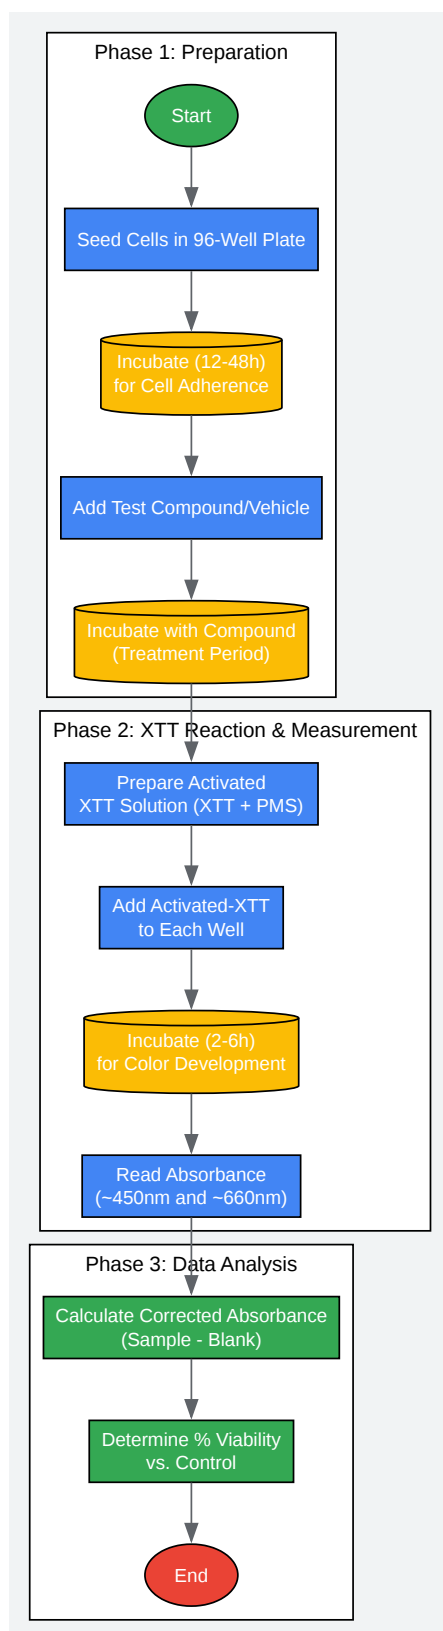 Phase 1: Preparation
Start
Seed Cells in 96-Well Plate
Incubate (12-48h)
for Cell Adherence
Add Test Compound/Vehicle
Incubate with Compound
(Treatment Period)
Phase 2: XTT Reaction & Measurement
Prepare Activated
XTT Solution (XTT + PMS)
Add Activated-XTT
to Each Well
Incubate (2-6h)
for Color Development
Read Absorbance
(~450nm and ~660nm)
Phase 3: Data Analysis
Calculate Corrected Absorbance
(Sample - Blank)
Determine % Viability
vs. Control
End